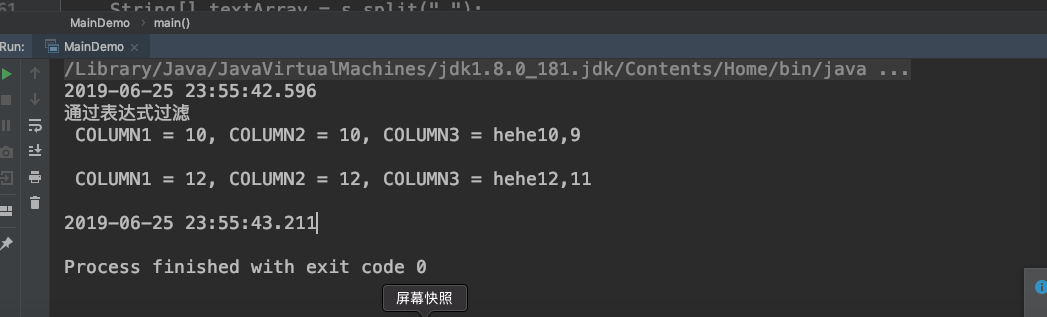 61 String[] textArray = s.split(" ");
MainDemo › main()
Run: MainDemo ×
/Library/Java/JavaVirtualMachines/jdk1.8.0_181.jdk/Contents/Home/bin/java ...
2019-06-25 23:55:42.596
通过表达式过滤
COLUMN1 = 10, COLUMN2 = 10, COLUMN3 = hehe10,9
COLUMN1 = 12, COLUMN2 = 12, COLUMN3 = hehe12,11
2019-06-25 23:55:43.211
Process finished with exit code 0
屏幕快照